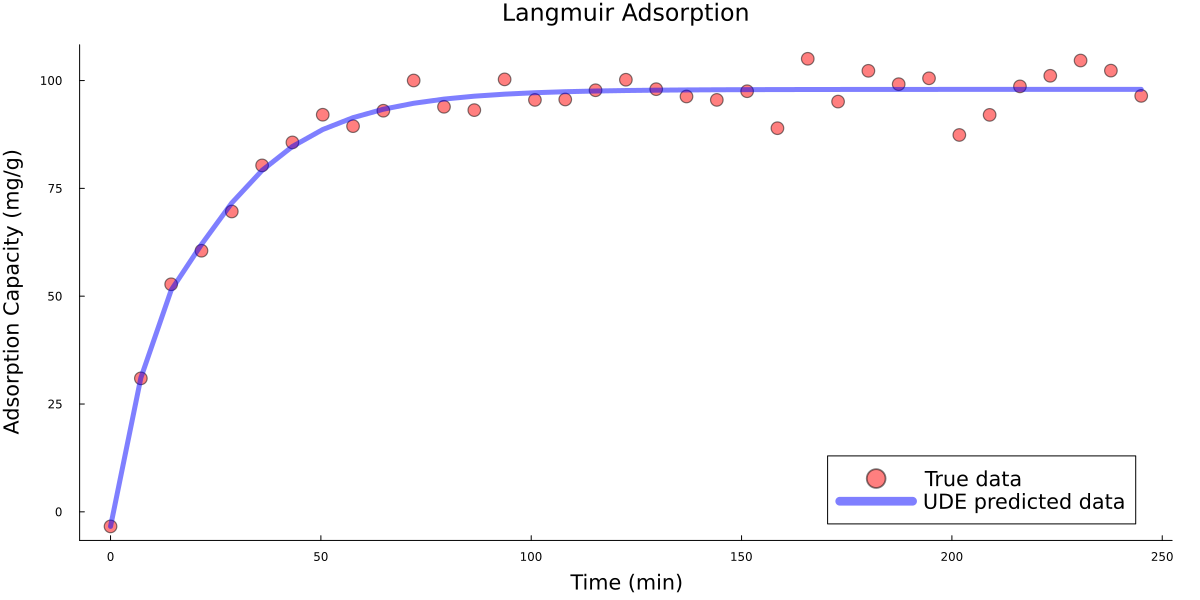 Langmuir Adsorption
Adsorption Capacity (mg/g)
100
75
50
25
0
True data
UDE predicted data
0 50 100 150 200 250
Time (min)